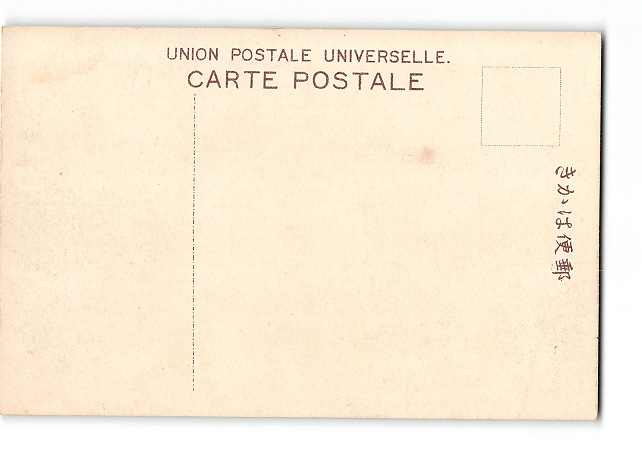 UNION POSTALE UNIVERSELLE.
CARTE POSTALE
郵便はかき